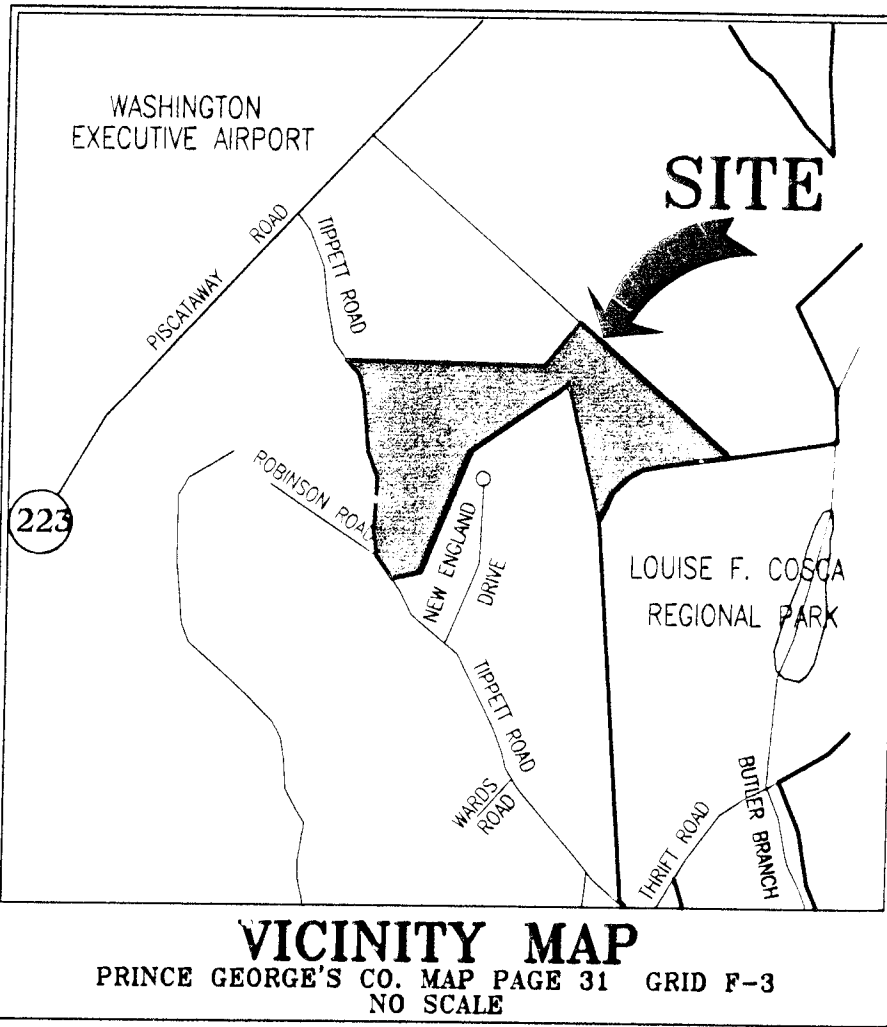 WASHINGTON
EXECUTIVE AIRPORT
SITE
PISCATAWAY ROAD
TIPPETT ROAD
223
ROBINSON ROAD
NEW ENGLAND
DRIVE
LOUISE F. COSCA
REGIONAL PARK
TIPPETT ROAD
WARDS
ROAD
THRIFT ROAD
BUTLER BRANCH
VICINITY MAP
PRINCE GEORGE'S CO. MAP PAGE 31 GRID F-3
NO SCALE